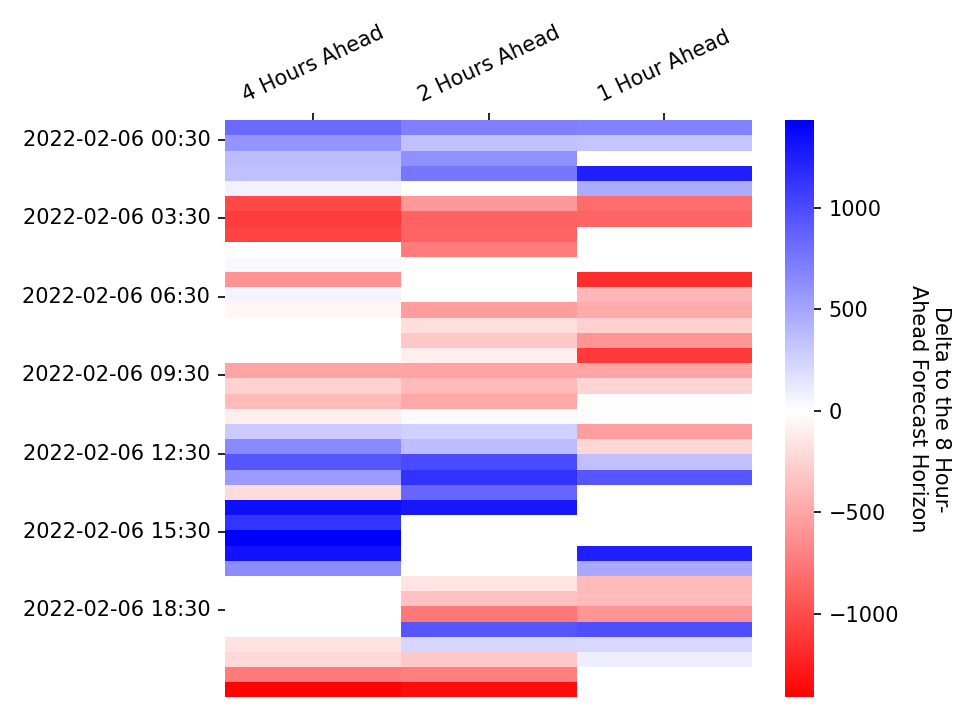 4 Hours Ahead
2 Hours Ahead
1 Hour Ahead
2022-02-06 00:30
2022-02-06 03:30
2022-02-06 06:30
2022-02-06 09:30
2022-02-06 12:30
2022-02-06 15:30
2022-02-06 18:30
1000
500
0
−500
−1000
Delta to the 8 Hour-
Ahead Forecast Horizon